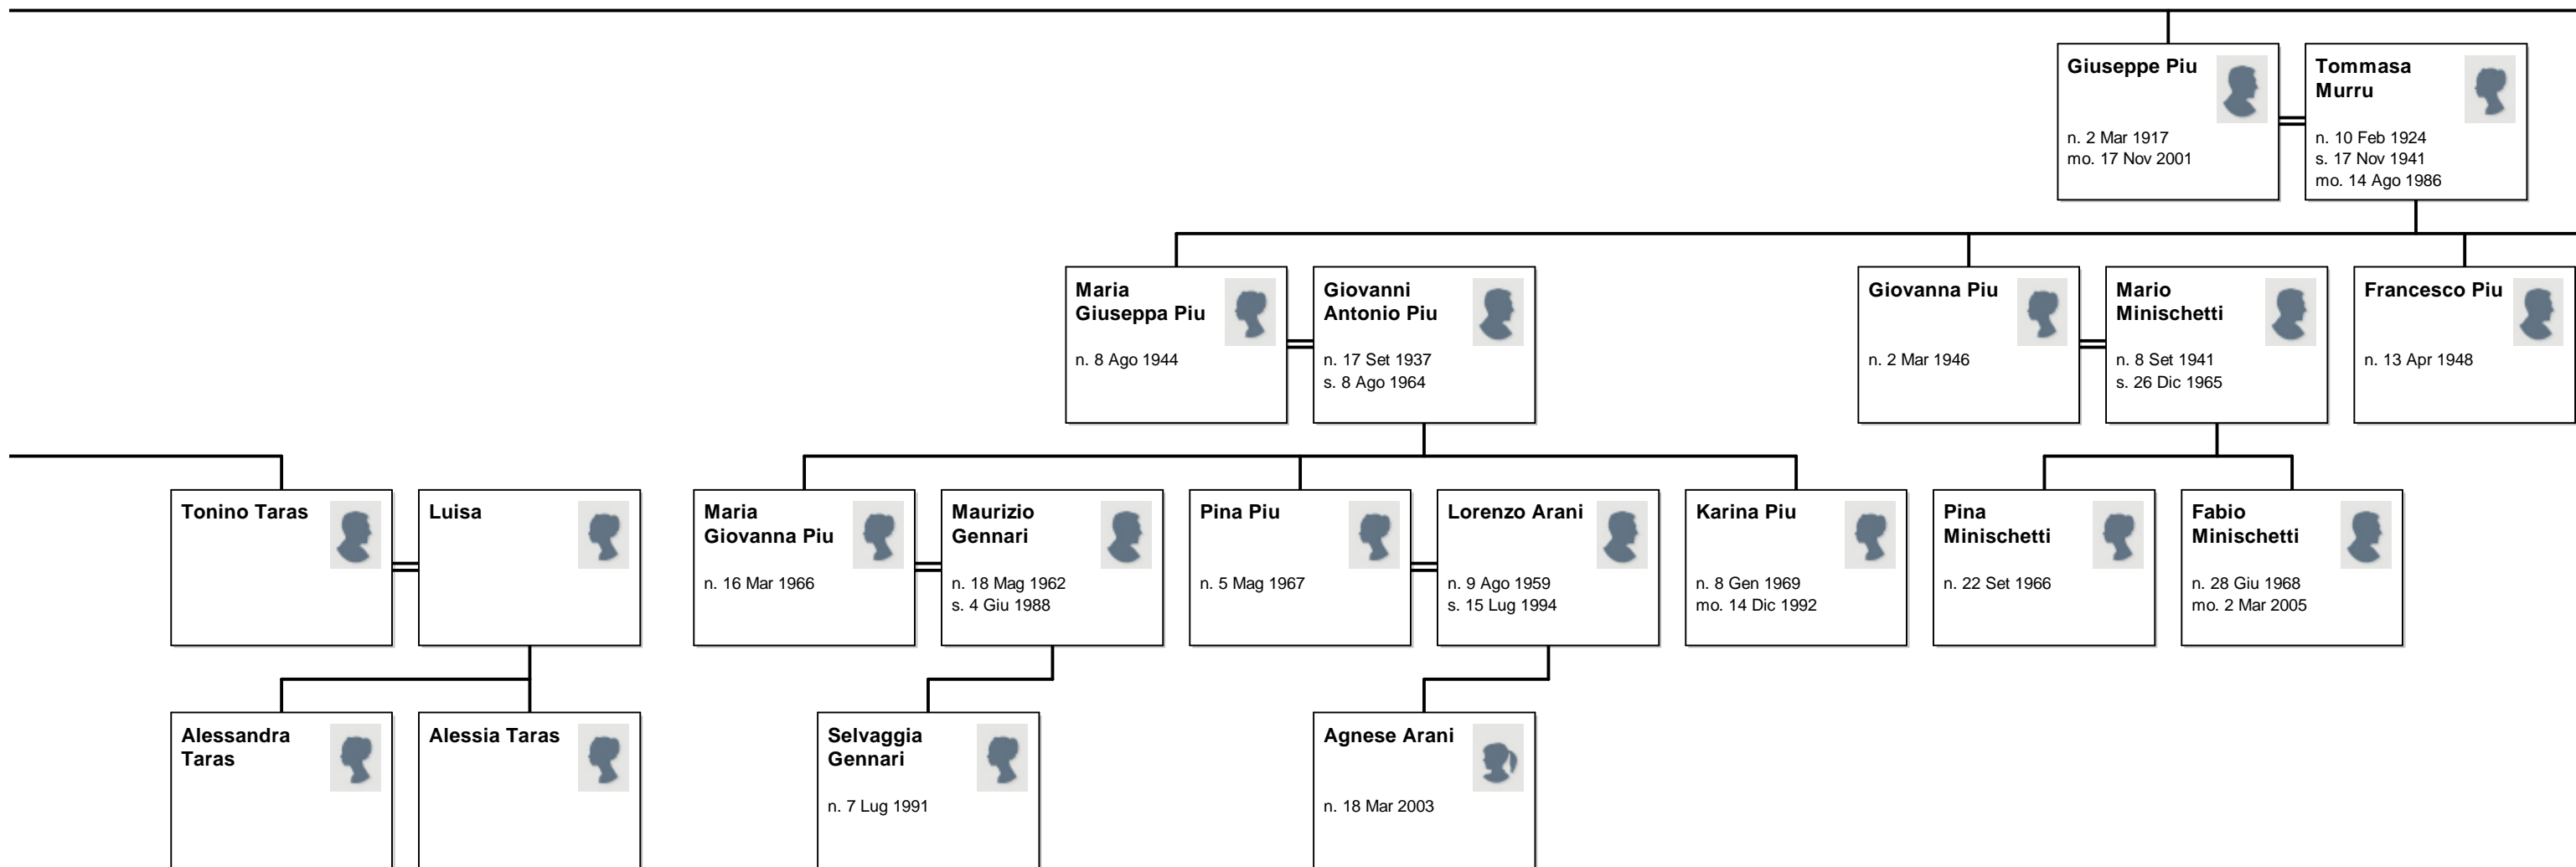 Giuseppe Piu
n. 2 Mar 1917
mo. 17 Nov 2001
Tommasa
Murru
n. 10 Feb 1924
s. 17 Nov 1941
mo. 14 Ago 1986
Maria
Giuseppa Piu
n. 8 Ago 1944
Giovanni
Antonio Piu
n. 17 Set 1937
s. 8 Ago 1964
Giovanna Piu
n. 2 Mar 1946
Mario
Minischetti
n. 8 Set 1941
s. 26 Dic 1965
Francesco Piu
n. 13 Apr 1948
Tonino Taras
Luisa
Maria
Giovanna Piu
n. 16 Mar 1966
Maurizio
Gennari
n. 18 Mag 1962
s. 4 Giu 1988
Pina Piu
n. 5 Mag 1967
Lorenzo Arani
n. 9 Ago 1959
s. 15 Lug 1994
Karina Piu
n. 8 Gen 1969
mo. 14 Dic 1992
Pina
Minischetti
n. 22 Set 1966
Fabio
Minischetti
n. 28 Giu 1968
mo. 2 Mar 2005
Alessandra
Taras
Alessia Taras
Selvaggia
Gennari
n. 7 Lug 1991
Agnese Arani
n. 18 Mar 2003